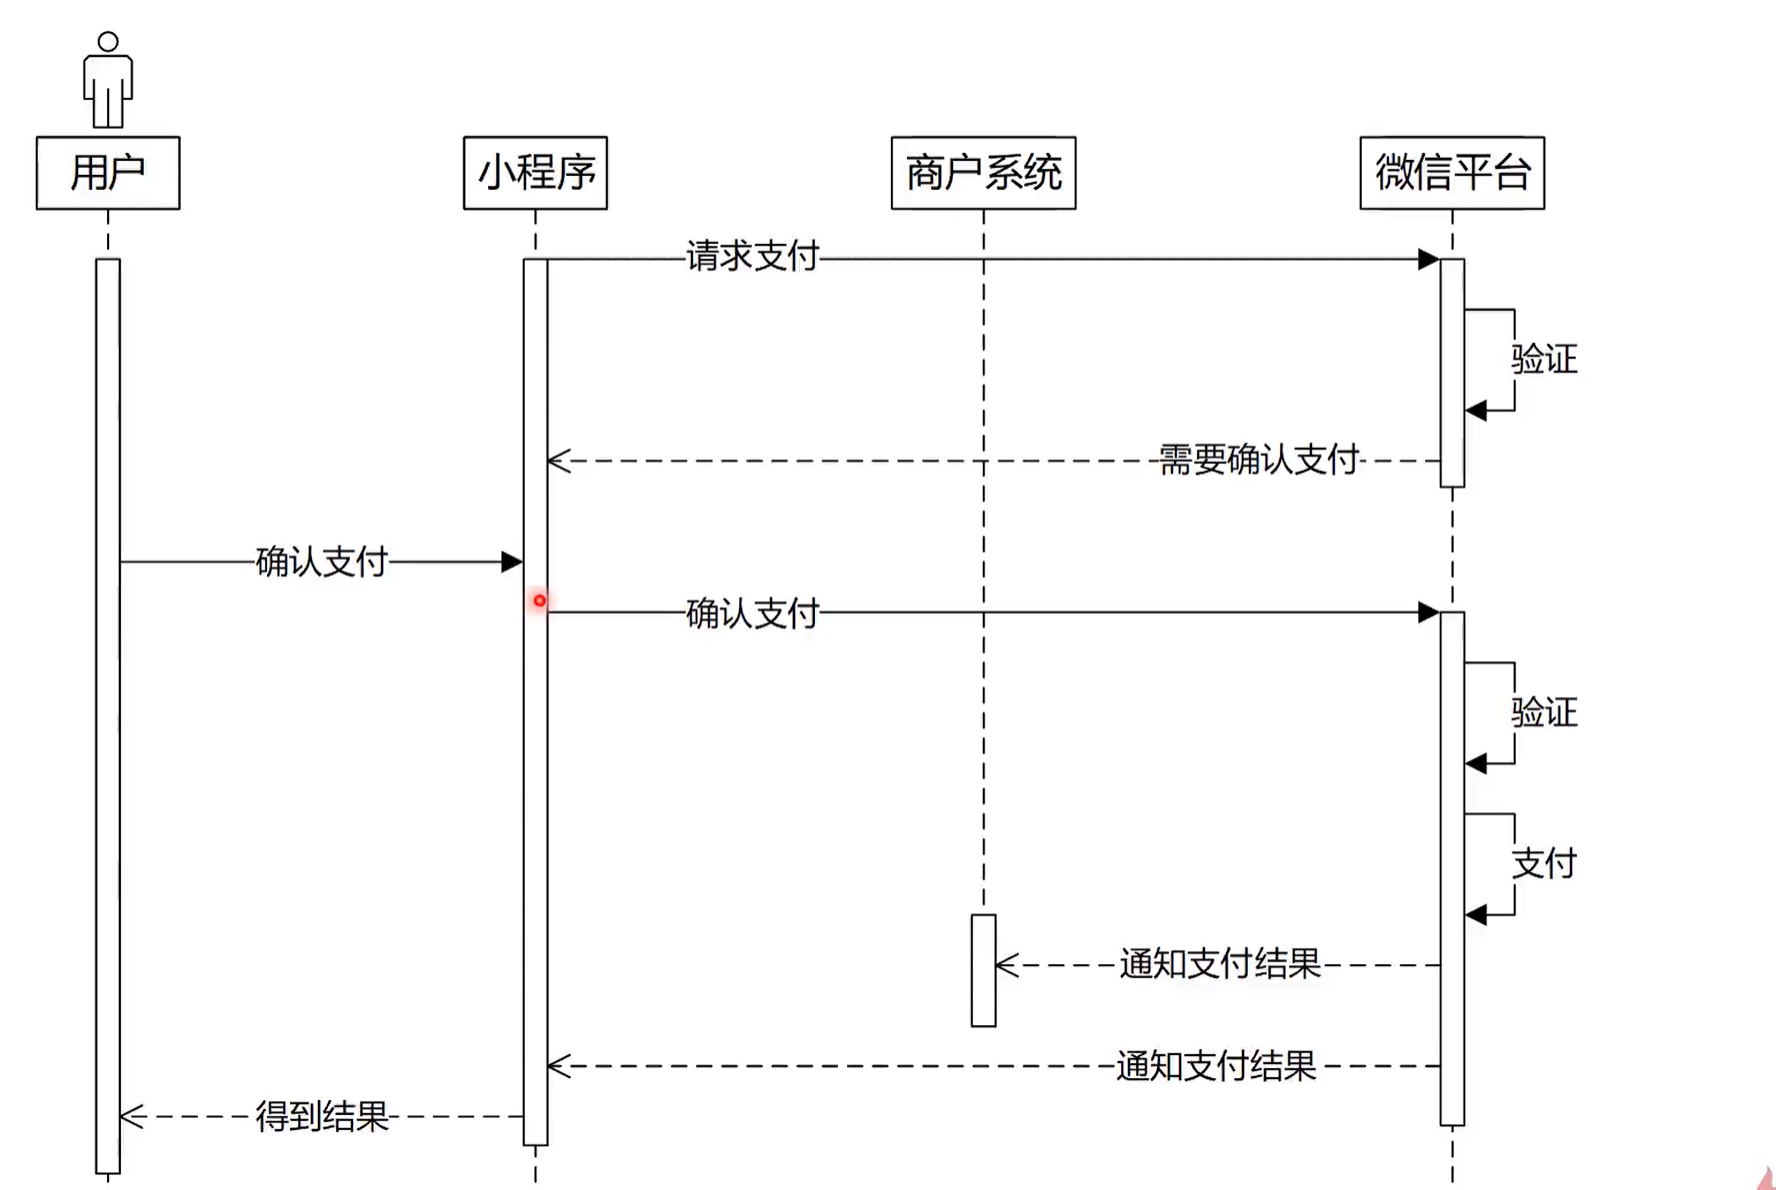 用户
小程序
商户系统
微信平台
请求支付
验证
需要确认支付
确认支付
确认支付
验证
支付
通知支付结果
通知支付结果
得到结果